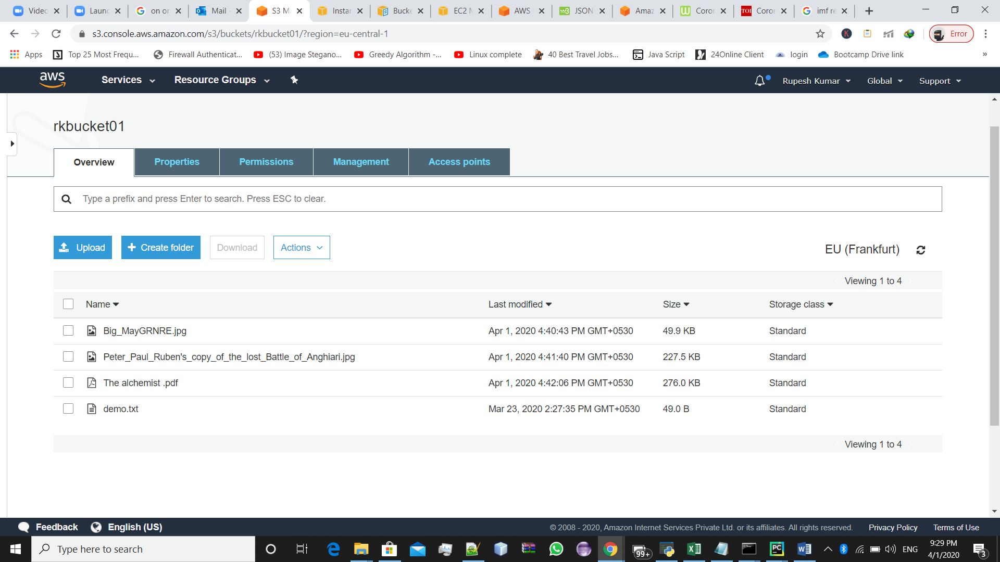 Video
Launc
on or
Mail -
S3 M
Instar
Bucke
EC2 M
AWS
JSON
Amaz
Coron
Coron
imf re
s3.console.aws.amazon.com/s3/buckets/rkbucket01/?region=eu-central-1
K
Error
Apps
Top 25 Most Frequ...
Firewall Authenticat...
(53) Image Stegano...
Greedy Algorithm -...
Linux complete
40 Best Travel Jobs...
Java Script
24Online Client
login
Bootcamp Drive link
»
aws
Services
Resource Groups
Rupesh Kumar
Global
Support
rkbucket01
Overview
Properties
Permissions
Management
Access points
Type a prefix and press Enter to search. Press ESC to clear.
Upload
+ Create folder
Download
Actions
EU (Frankfurt)
Viewing 1 to 4
Name
Last modified
Size
Storage class
Big_MayGRNRE.jpg
Apr 1, 2020 4:40:43 PM GMT+0530
49.9 KB
Standard
Peter_Paul_Ruben's_copy_of_the_lost_Battle_of_Anghiari.jpg
Apr 1, 2020 4:41:40 PM GMT+0530
227.5 KB
Standard
The alchemist .pdf
Apr 1, 2020 4:42:06 PM GMT+0530
276.0 KB
Standard
demo.txt
Mar 23, 2020 2:27:35 PM GMT+0530
49.0 B
Standard
Viewing 1 to 4
Feedback
English (US)
© 2008 - 2020, Amazon Internet Services Private Ltd. or its affiliates. All rights reserved.
Privacy Policy
Terms of Use
Type here to search
99+
ENG
9:29 PM
4/1/2020
3